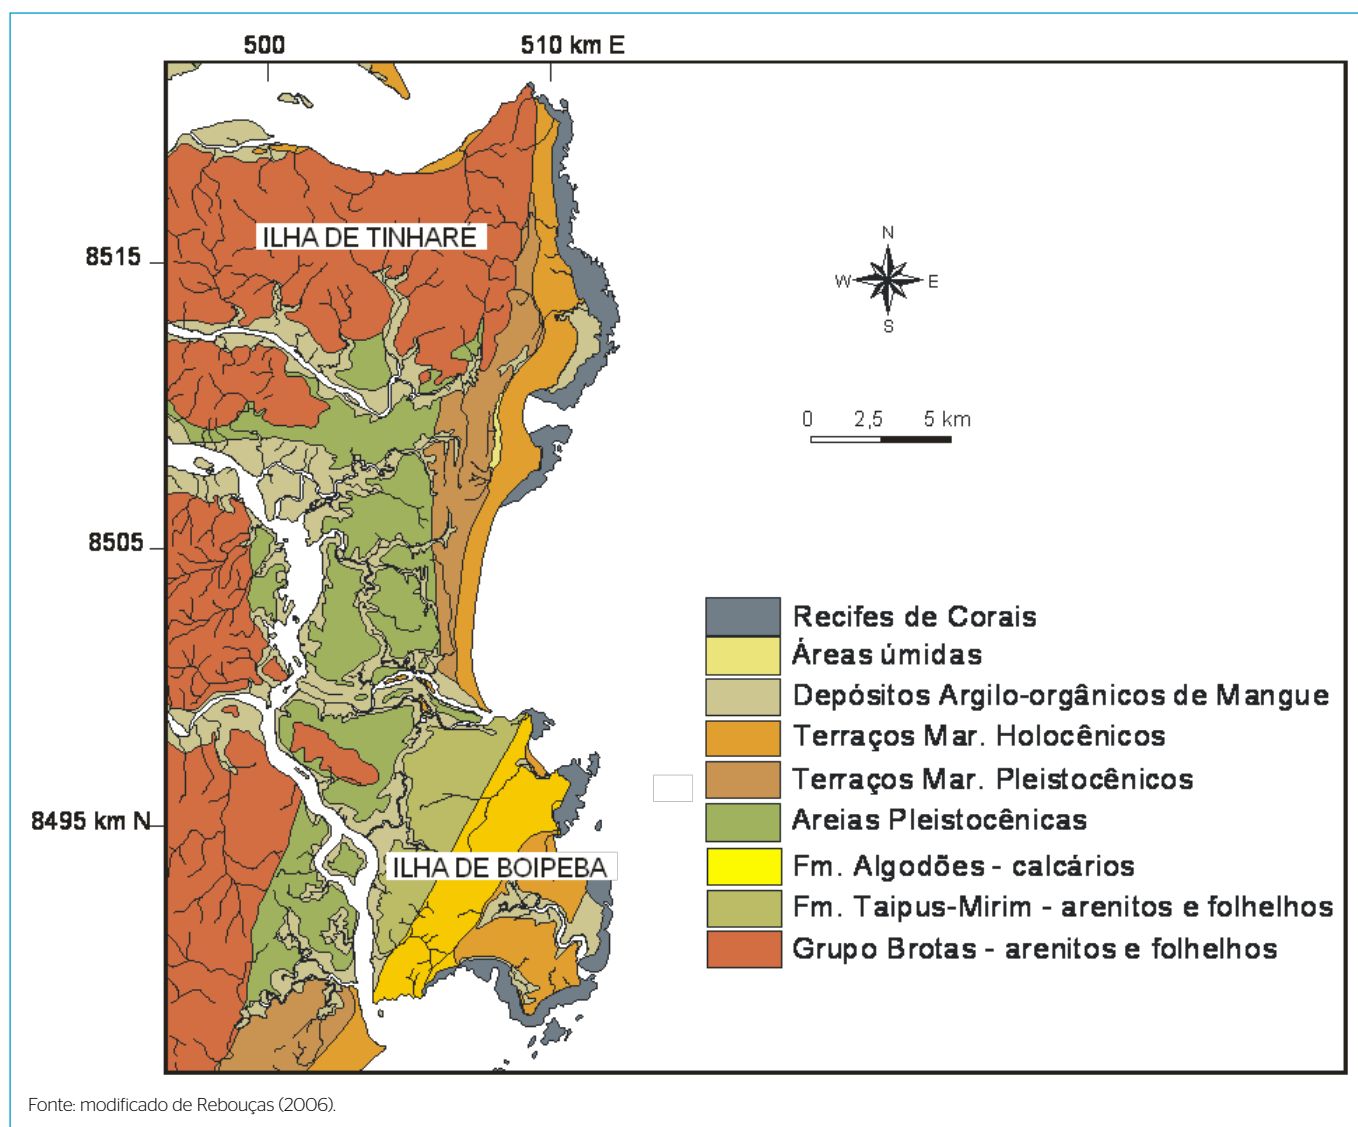 500
510 km E
ILHA DE TINHARÉ
8515
N
W
E
S
0 2,5 5 km
8505
Recifes de Corais
Áreas úmidas
Depósitos Argilo-orgânicos de Mangue
Terraços Mar. Holocênicos
Terraços Mar. Pleistocênicos
Areias Pleistocênicas
Fm. Algodões - calcários
Fm. Taipus-Mirim - arenitos e folhelhos
Grupo Brotas - arenitos e folhelhos
8495 km N
ILHA DE BOIPEBA
Fonte: modificado de Rebouças (2006).